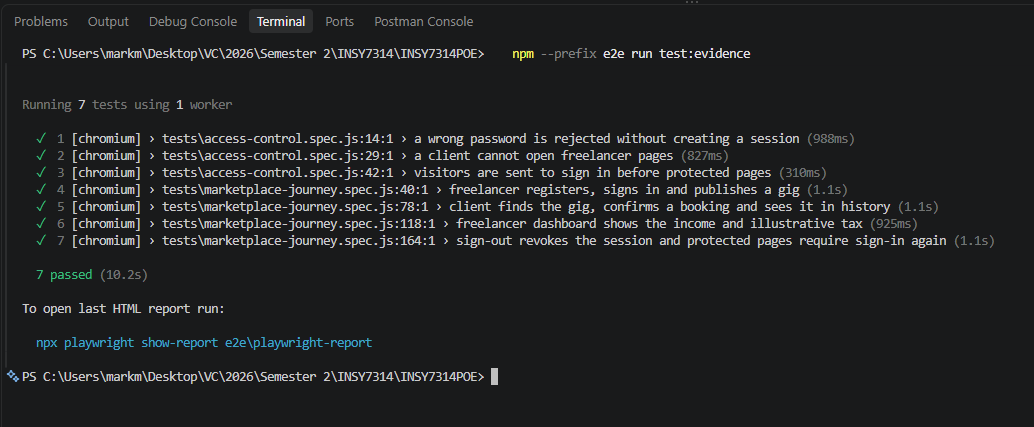 Problems Output Debug Console Terminal Ports Postman Console
PS C:\Users\markm\Desktop\VC\2026\Semester 2\INSY7314\INSY7314POE> npm --prefix e2e run test:evidence
Running 7 tests using 1 worker
✓ 1 [chromium] › tests\access-control.spec.js:14:1 › a wrong password is rejected without creating a session (988ms)
✓ 2 [chromium] › tests\access-control.spec.js:29:1 › a client cannot open freelancer pages (827ms)
✓ 3 [chromium] › tests\access-control.spec.js:42:1 › visitors are sent to sign in before protected pages (310ms)
✓ 4 [chromium] › tests\marketplace-journey.spec.js:40:1 › freelancer registers, signs in and publishes a gig (1.1s)
✓ 5 [chromium] › tests\marketplace-journey.spec.js:78:1 › client finds the gig, confirms a booking and sees it in history (1.1s)
✓ 6 [chromium] › tests\marketplace-journey.spec.js:118:1 › freelancer dashboard shows the income and illustrative tax (925ms)
✓ 7 [chromium] › tests\marketplace-journey.spec.js:164:1 › sign-out revokes the session and protected pages require sign-in again (1.1s)
7 passed (10.2s)
To open last HTML report run:
npx playwright show-report e2e\playwright-report
PS C:\Users\markm\Desktop\VC\2026\Semester 2\INSY7314\INSY7314POE>